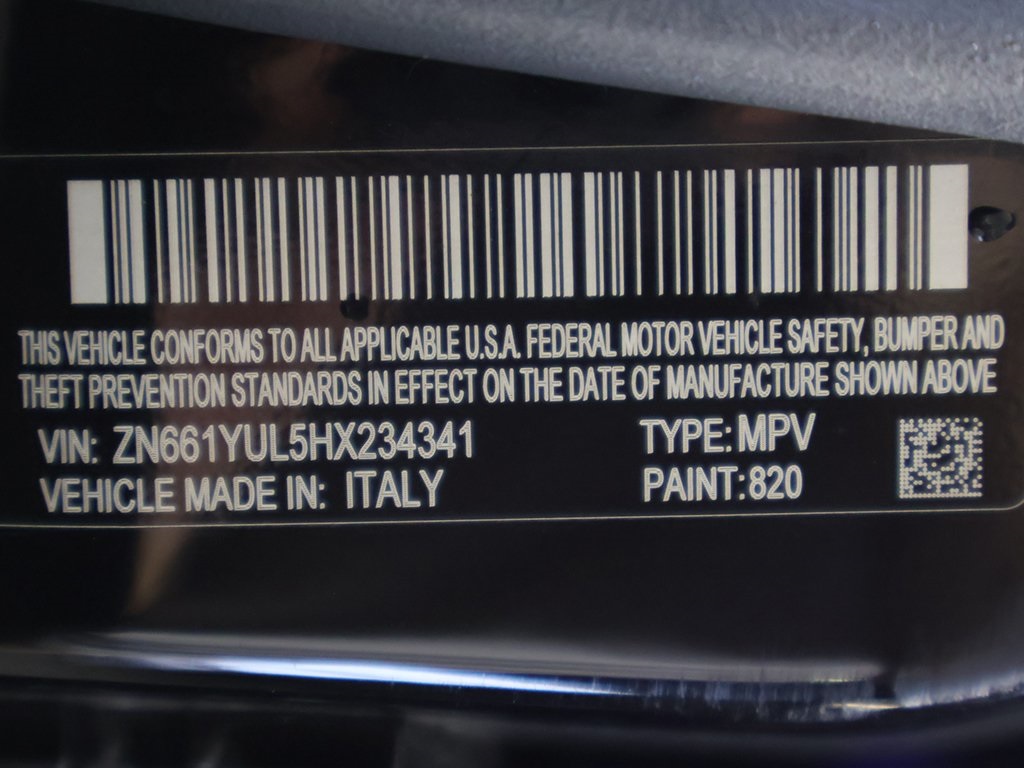 THIS VEHICLE CONFORMS TO ALL APPLICABLE U.S.A. FEDERAL MOTOR VEHICLE SAFETY, BUMPER AND
THEFT PREVENTION STANDARDS IN EFFECT ON THE DATE OF MANUFACTURE SHOWN ABOVE
VIN: ZN661YUL5HX234341 TYPE: MPV
VEHICLE MADE IN: ITALY PAINT: 820